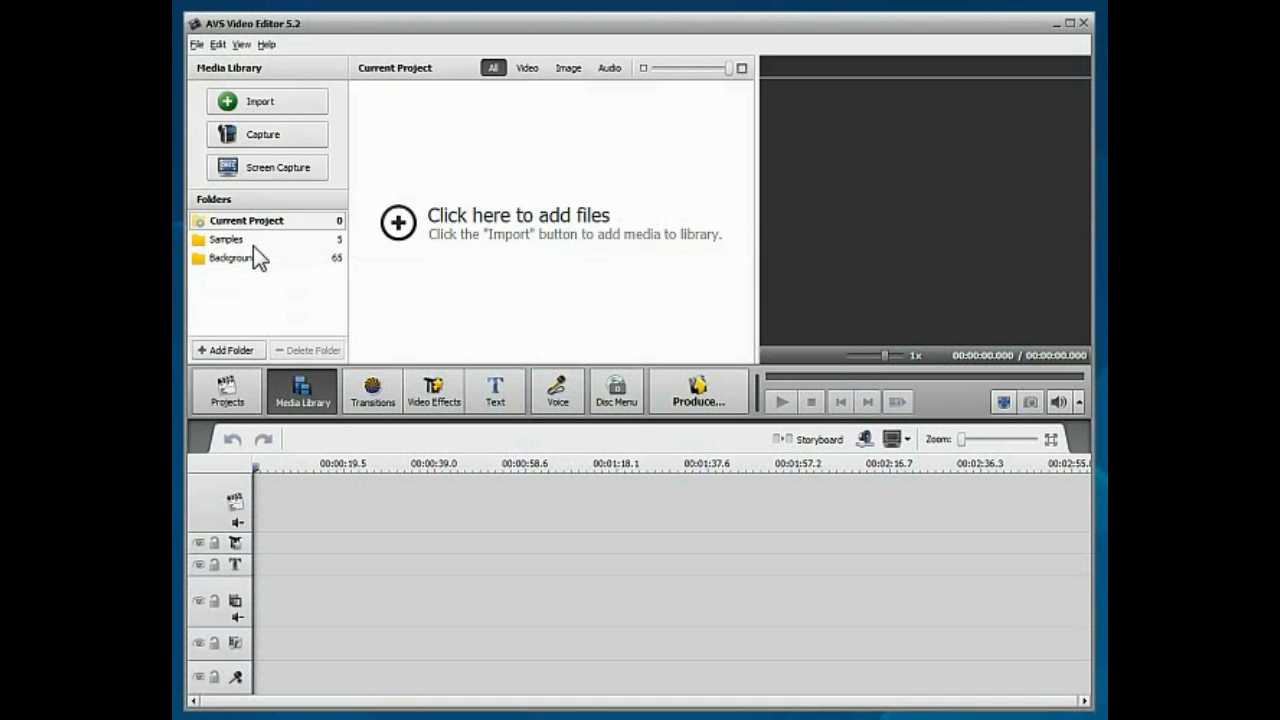 AVS Video Editor 5.2
File Edit View Help
Media Library
Current Project All Video Image Audio
Import
Capture
Screen Capture
Folders
Current Project 0
Samples 5
65
Click here to add files
Click the "Import" button to add media to library.
Add Folder Delete Folder
1x 00:00:00.000 / 00:00:00.000
Projects Media Library Transitions Video Effects Text Voice Disc Menu Produce...
Storyboard Zoom:
00:00:19.5 00:00:39.0 00:00:58.6 00:01:18.1 00:01:37.6 00:01:57.2 00:02:16.7 00:02:36.3 00:02:55.
T